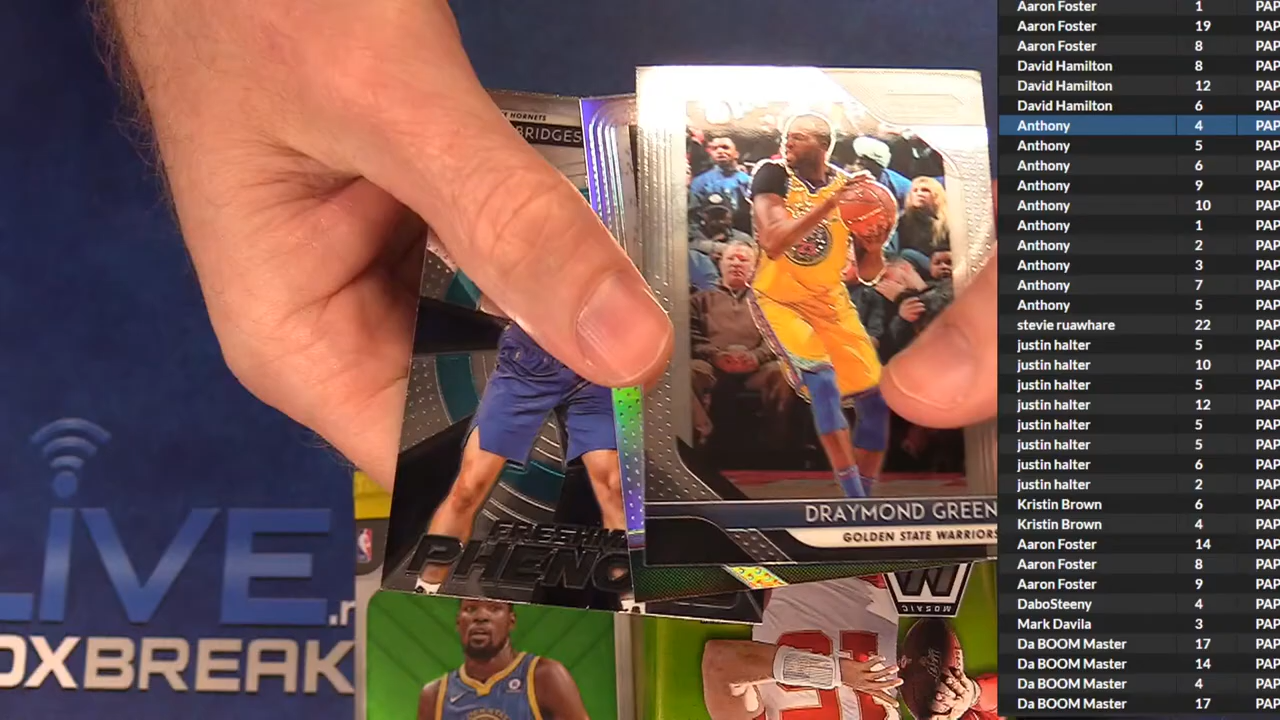 E HORNETS
BRIDGES
FRESHM
PHENO
DRAYMOND GREEN
GOLDEN STATE WARRIORS
M
MOSAIC
LIVE
OXBREAK
Aaron Foster 1 PAP
Aaron Foster 19 PAP
Aaron Foster 8 PAP
David Hamilton 8 PAP
David Hamilton 12 PAP
David Hamilton 6 PAP
Anthony 4 PAP
Anthony 5 PAP
Anthony 6 PAP
Anthony 9 PAP
Anthony 10 PAP
Anthony 1 PAP
Anthony 2 PAP
Anthony 3 PAP
Anthony 7 PAP
Anthony 5 PAP
stevie ruawhare 22 PAP
justin halter 5 PAP
justin halter 10 PAP
justin halter 5 PAP
justin halter 12 PAP
justin halter 5 PAP
justin halter 5 PAP
justin halter 6 PAP
justin halter 2 PAP
Kristin Brown 6 PAP
Kristin Brown 4 PAP
Aaron Foster 14 PAP
Aaron Foster 8 PAP
Aaron Foster 9 PAP
DaboSteeny 4 PAP
Mark Davila 3 PAP
Da BOOM Master 17 PAP
Da BOOM Master 14 PAP
Da BOOM Master 4 PAP
Da BOOM Master 17 PAP